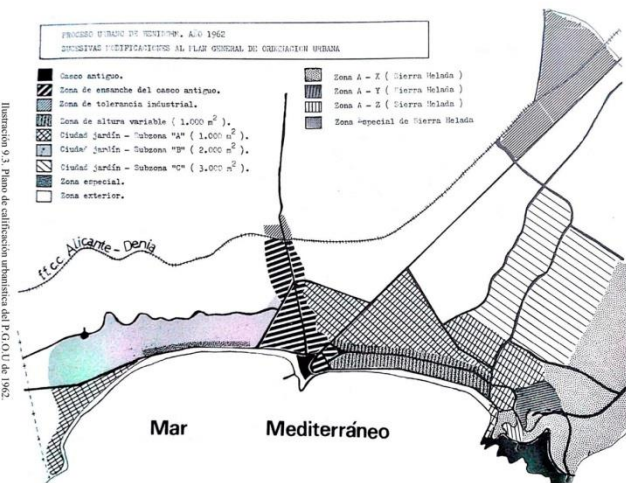 PROCESO URBANO DE BENIDORM. AÑO 1962
SUCESIVAS MODIFICACIONES AL PLAN GENERAL DE ORDENACION URBANA
Casco antiguo.
Zona de ensanche del casco antiguo.
Zona de tolerancia industrial.
Zona de altura variable ( 1.000 m² ).
Ciudad jardín - Subzona "A" ( 1.000 m² ).
Ciudad jardín - Subzona "B" ( 2.000 m² ).
Ciudad jardín - Subzona "C" ( 3.000 m² ).
Zona especial.
Zona exterior.
Zona A - X ( Sierra Helada )
Zona A - Y ( Sierra Helada )
Zona A - Z ( Sierra Helada )
Zona especial de Sierra Helada
ft.cc. Alicante - Denia
Mar Mediterráneo
Ilustración 9.3. Plano de calificación urbanística del P.G.O.U de 1962.